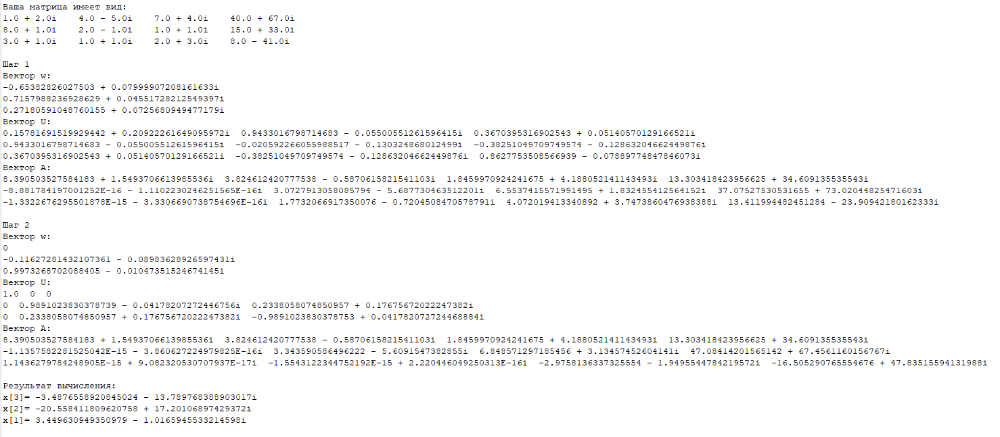 Ваша матрица имеет вид:
1.0 + 2.0i 4.0 - 5.0i 7.0 + 4.0i 40.0 + 67.0i
8.0 + 1.0i 2.0 - 1.0i 1.0 + 1.0i 15.0 + 33.0i
3.0 + 1.0i 1.0 + 1.0i 2.0 + 3.0i 8.0 - 41.0i
Шаг 1
Вектор w:
-0.65382826027503 + 0.07999907208161633i
0.7157988236928629 + 0.04551728212549397i
0.27180591048760155 + 0.0725680949477179i
Вектор U:
0.15781691519929442 + 0.20922261649095972i 0.9433016798714683 - 0.05500551261596415i 0.3670395316902543 + 0.05140570129166521i
0.9433016798714683 - 0.05500551261596415i -0.020592266055988517 - 0.130324868012499i -0.38251049709749574 - 0.12863204662449876i
0.3670395316902543 + 0.05140570129166521i -0.38251049709749574 - 0.12863204662449876i 0.8627753508566939 - 0.07889774847846073i
Вектор A:
8.390503527584183 + 1.5493706613985536i 3.824612420777538 - 0.5870615821541103i 1.8459970924241675 + 4.188052141143493i 13.303418423956625 + 34.609135535543i
-8.881784197001252E-16 - 1.1102230246251565E-16i 3.0727913058085794 - 5.687730463512201i 6.5537415571991495 + 1.832455412564152i 37.07527530531655 + 73.02044825471603i
-1.3322676295501878E-15 - 3.3306690738754696E-16i 1.7732066917350076 - 0.7204508470578791i 4.072019413340892 + 3.7473860476938388i 13.411994482451284 - 23.909421801623​33i
Шаг 2
Вектор w:
0
-0.11627281432107361 - 0.08983628926597431i
0.9973268702088405 - 0.01047351524674145i
Вектор U:
1.0 0 0
0 0.9891023830378739 - 0.0417820727244​6756i 0.2338058074850957 + 0.17675672022247382i
0 0.2338058074850957 + 0.17675672022247382i -0.9891023830378753 + 0.041782072724468884i
Вектор A:
8.390503527584183 + 1.5493706613985536i 3.824612420777538 - 0.5870615821541103i 1.8459970924241675 + 4.188052141143493i 13.303418423956625 + 34.609135535543i
-1.1357582281525042E-15 - 3.860627224979825E-16i 3.343590586496222 - 5.6091547382855i 6.848571297185456 + 3.13457452604141i 47.08414201565142 + 67.4561160156767i
1.1436279784248905E-15 + 9.082320530707937E-17i -1.5543122344752192E-15 + 2.220446049250313E-16i -2.9758136337325554 - 1.9495544784219572i -16.505290765554676 + 47.83515594131988i
Результат вычисления:
x[3]= -3.4876558920845024 - 13.789768388903017i
x[2]= -20.558411809620758 + 17.20106897429372i
x[1]= 3.449630949350979 - 1.0165945533214598i